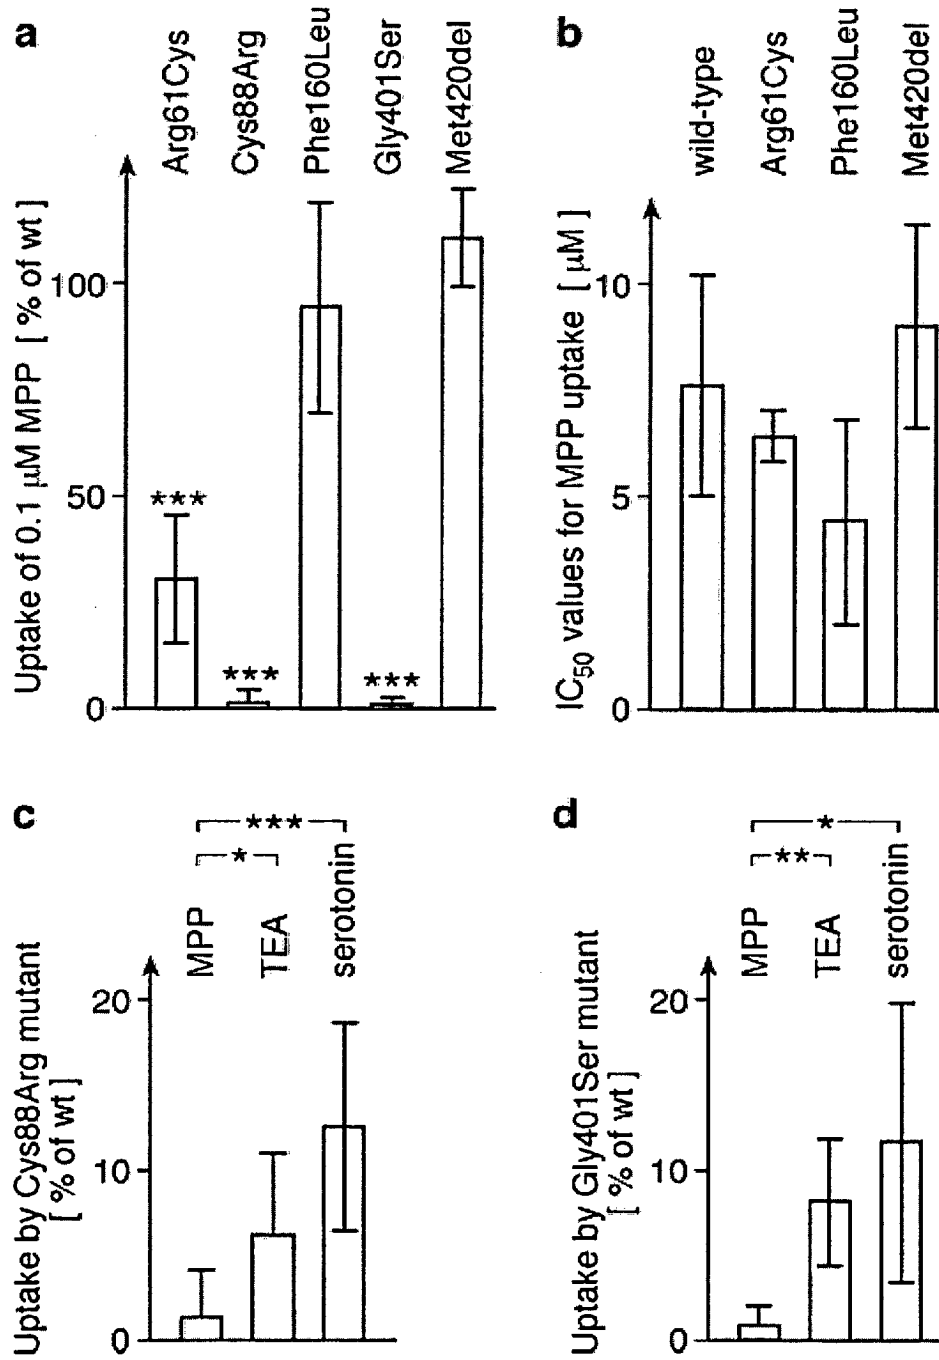 a
Arg61Cys
Cys88Arg
Phe160Leu
Gly401Ser
Met420del
Uptake of 0.1 μM MPP [ % of wt ]
100
50
0
***
***
***
b
wild-type
Arg61Cys
Phe160Leu
Met420del
IC50 values for MPP uptake [ μM ]
10
5
0
c
***
*
MPP
TEA
serotonin
Uptake by Cys88Arg mutant
[ % of wt ]
20
10
0
d
*
**
MPP
TEA
serotonin
Uptake by Gly401Ser mutant
[ % of wt ]
20
10
0